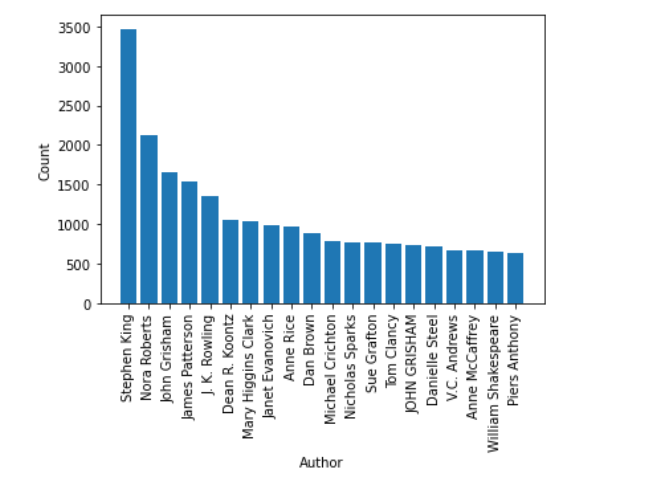 3500
3000
2500
2000
1500
1000
500
0
Count
Stephen King
Nora Roberts
John Grisham
James Patterson
J. K. Rowling
Dean R. Koontz
Mary Higgins Clark
Janet Evanovich
Anne Rice
Dan Brown
Michael Crichton
Nicholas Sparks
Sue Grafton
Tom Clancy
JOHN GRISHAM
Danielle Steel
V.C. Andrews
Anne McCaffrey
William Shakespeare
Piers Anthony
Author